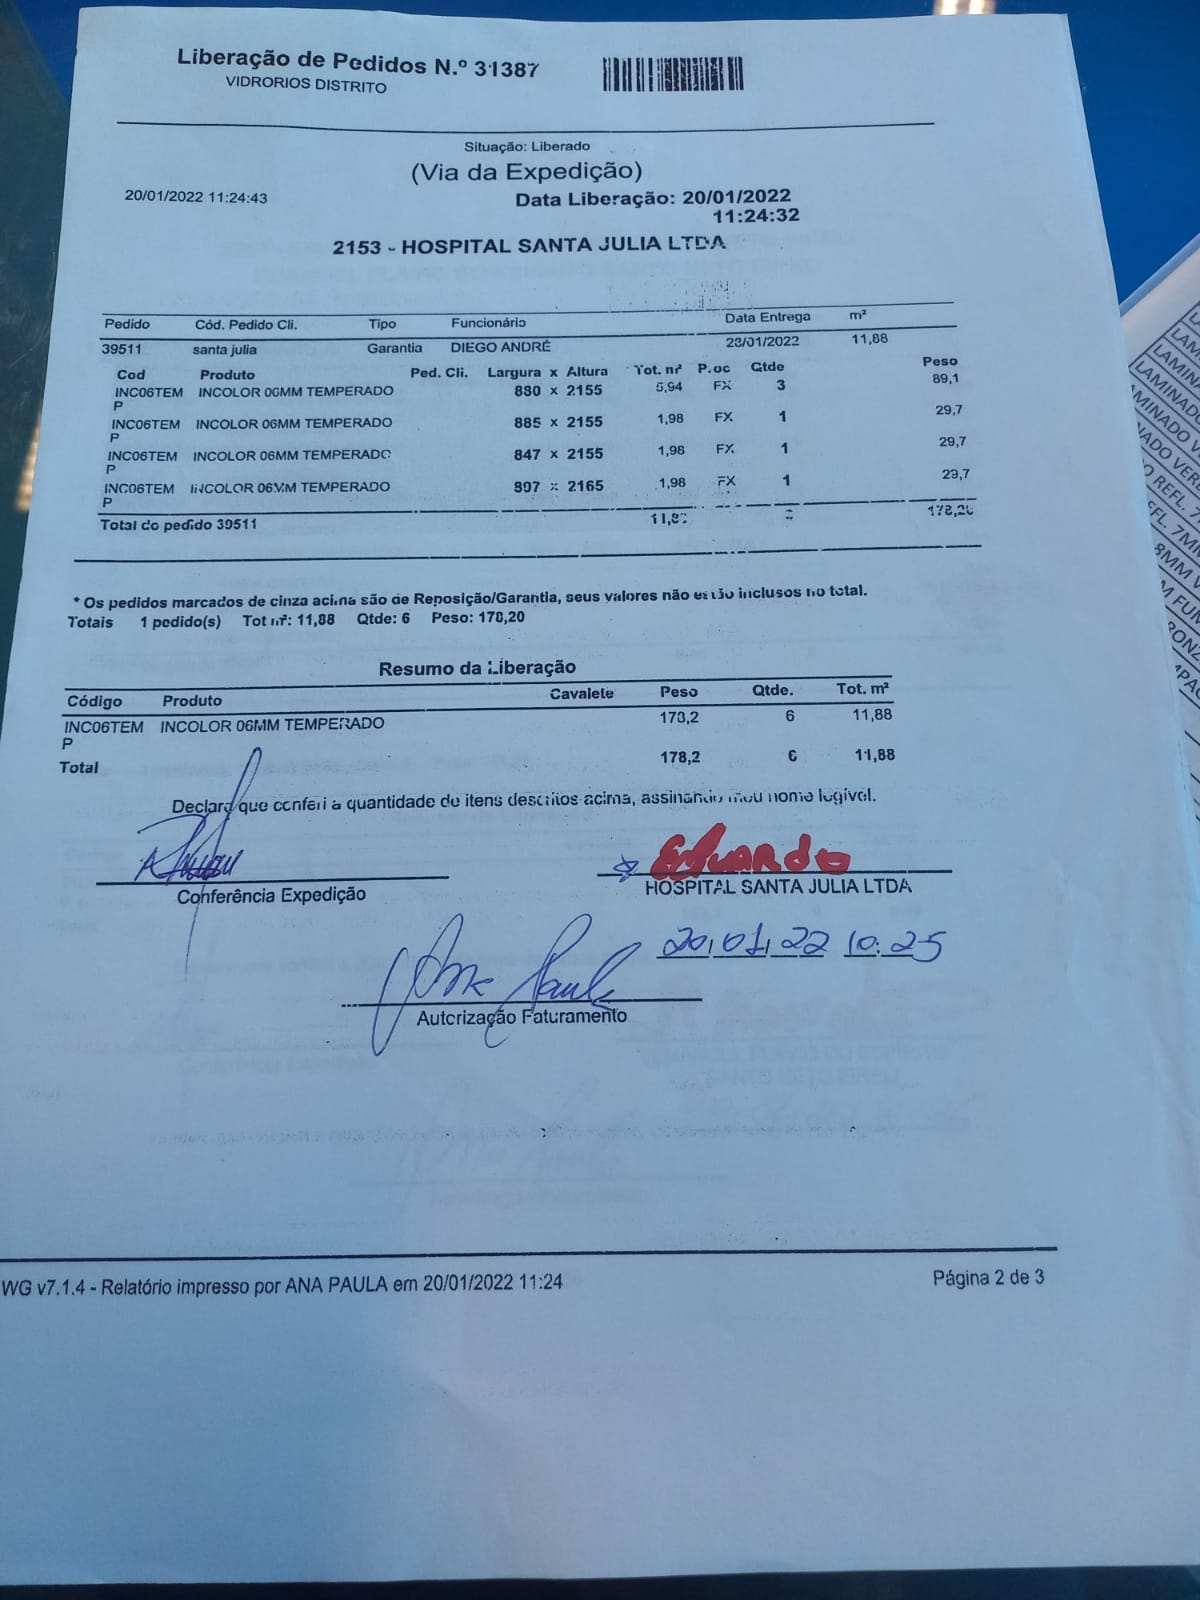 Liberação de Pedidos N.º 31387
VIDRORIOS DISTRITO
Situação: Liberado
(Via da Expedição)
20/01/2022 11:24:43
Data Liberação: 20/01/2022
11:24:32
2153 - HOSPITAL SANTA JULIA LTDA
Pedido Cód. Pedido Cli. Tipo Funcionário Data Entrega m²
39511 santa julia Garantia DIEGO ANDRÉ 11,88
Cod Produto Ped. Cli. Largura x Altura Tot. m² Proc Qtde Peso
INC06TEM INCOLOR 06MM TEMPERADO 880 x 2155 5,94 FX 3 89,1
P
INC06TEM INCOLOR 06MM TEMPERADO 885 x 2155 1,98 FX 1 29,7
P
INC06TEM INCOLOR 06MM TEMPERADO 847 x 2155 1,98 FX 1 29,7
P
INC06TEM INCOLOR 06MM TEMPERADO x 2165 1,98 FX 1 29,7
P
Total do pedido 39511 11,88 178,20
* Os pedidos marcados de cinza acima são de Reposição/Garantia, seus valores não estão inclusos no total.
Totais 1 pedido(s) Tot m²: 11,88 Qtde: 6 Peso: 178,20
Resumo da Liberação
Código Produto Cavalete Peso Qtde. Tot. m²
INC06TEM INCOLOR 06MM TEMPERADO 178,2 6 11,88
P
Total 178,2 6 11,88
Declaro que conferi a quantidade de itens descritos acima, assinando meu nome legível.
Eduardo
Conferência Expedição
HOSPITAL SANTA JULIA LTDA
20/01/22 10:25
Ana Paula
Autorização Faturamento
WG v7.1.4 - Relatório impresso por ANA PAULA em 20/01/2022 11:24
Página 2 de 3